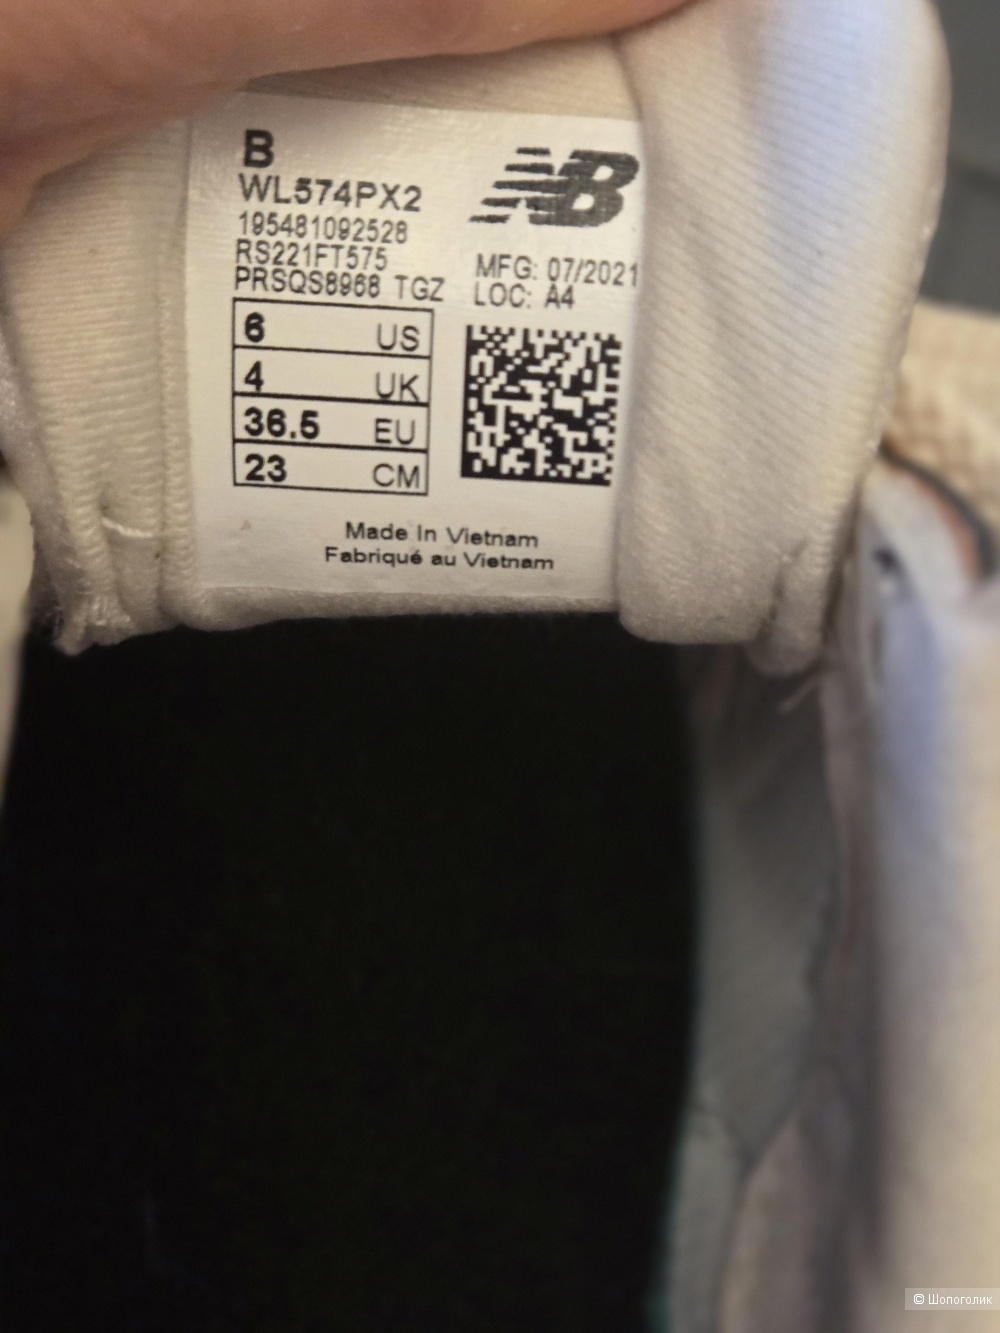 B
WL574PX2
195481092528
RS221FT575
PRSQS8968 TGZ
NB
MFG: 07/2021
LOC: A4
6 US
4 UK
36.5 EU
23 CM
Made In Vietnam
Fabriqué au Vietnam
© Шопоголик